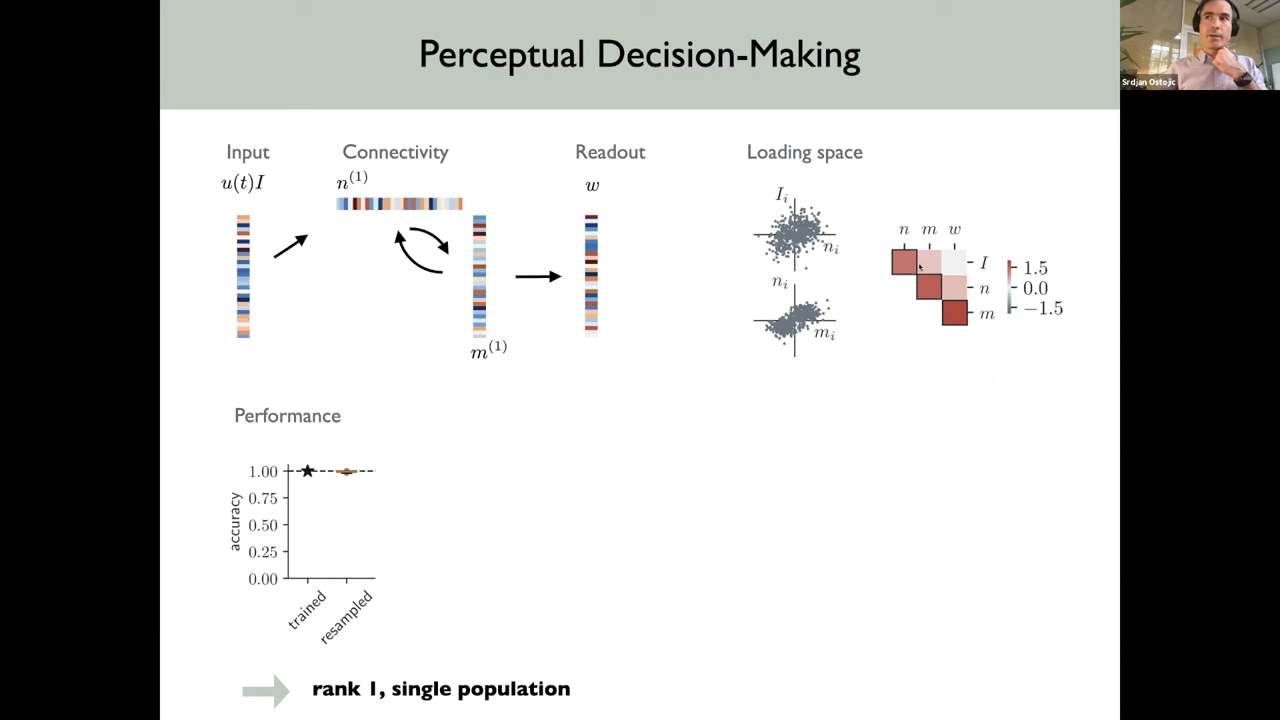 Perceptual Decision-Making
Srdjan Ostojic
Input
Connectivity
Readout
Loading space
u(t)I
n⁽¹⁾
w
m⁽¹⁾
I_i
n_i
n_i
m_i
n m w
I
n
m
1.5
0.0
−1.5
Performance
accuracy
1.00
0.75
0.50
0.25
0.00
trained
resampled
rank 1, single population